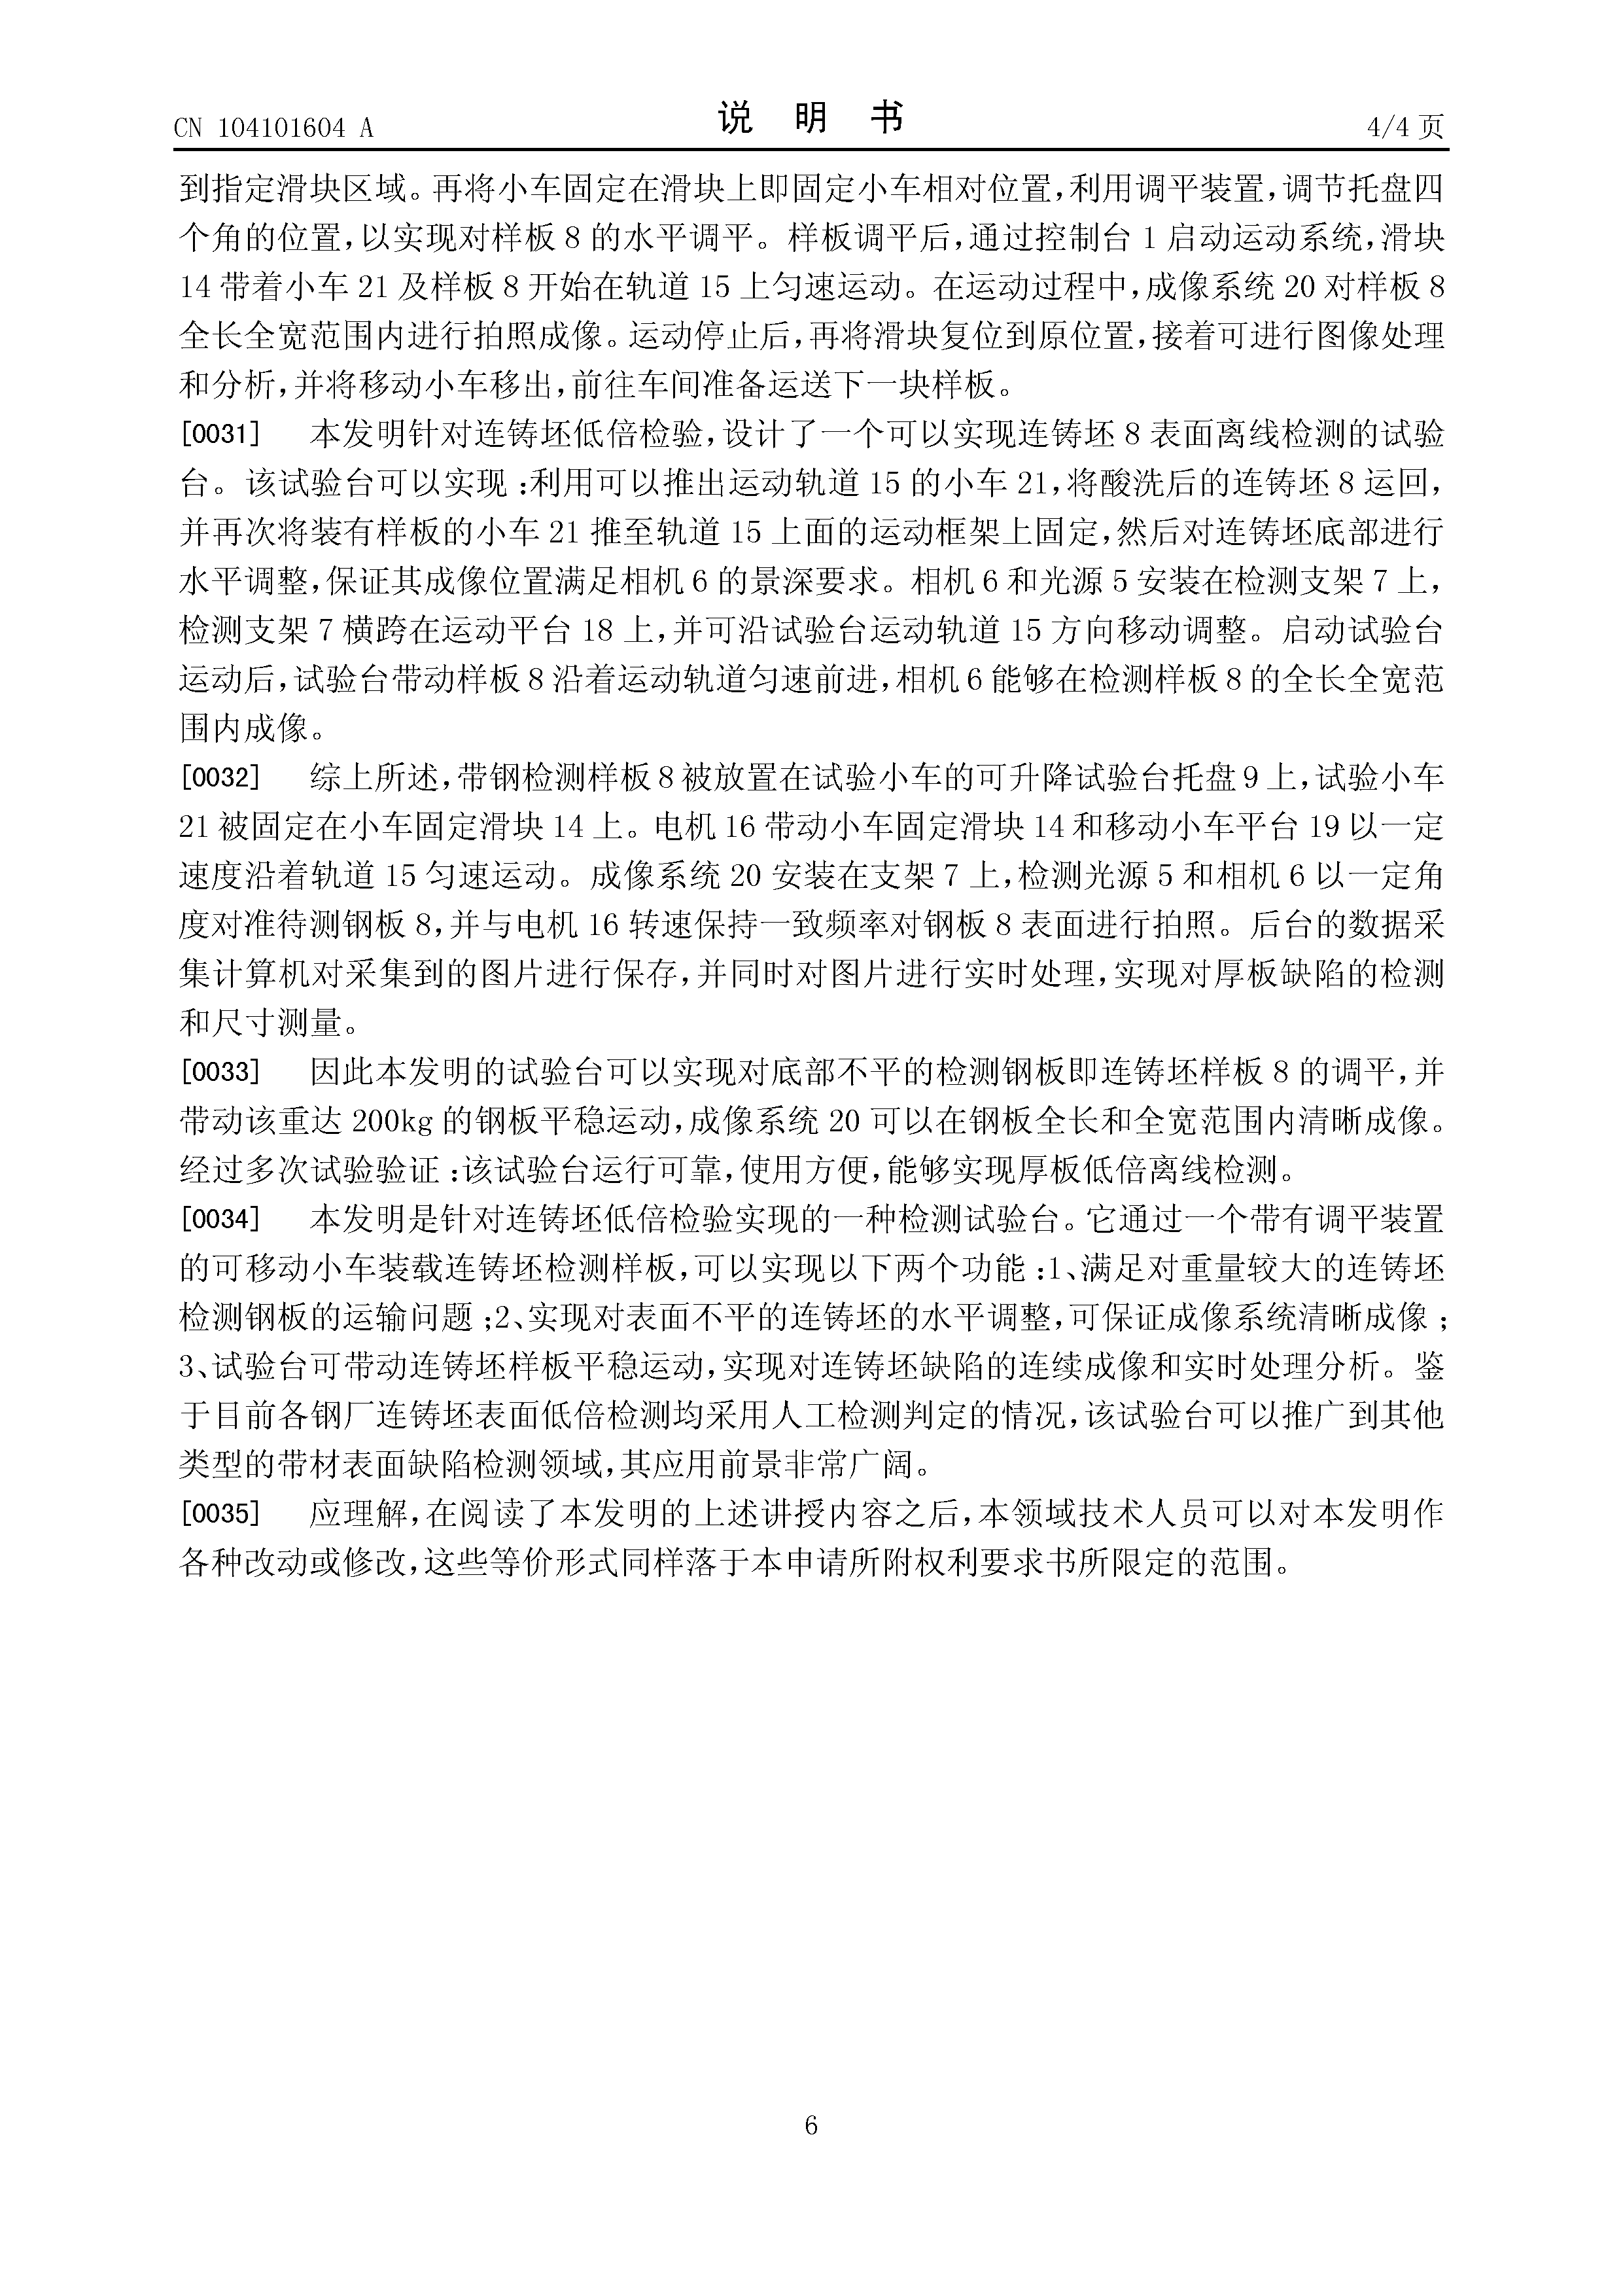 CN 104101604 A
说 明 书
4/4 页
到指定滑块区域。再将小车固定在滑块上即固定小车相对位置,利用调平装置,调节托盘四
个角的位置,以实现对样板 8 的水平调平。样板调平后,通过控制台 1 启动运动系统,滑块
14 带着小车 21 及样板 8 开始在轨道 15 上匀速运动。在运动过程中,成像系统 20 对样板 8
全长全宽范围内进行拍照成像。运动停止后,再将滑块复位到原位置,接着可进行图像处理
和分析,并将移动小车移出,前往车间准备运送下一块样板。
[0031] 本发明针对连铸坯低倍检验,设计了一个可以实现连铸坯 8 表面离线检测的试验
台。该试验台可以实现:利用可以推出运动轨道 15 的小车 21,将酸洗后的连铸坯 8 运回,
并再次将装有样板的小车 21 推至轨道 15 上面的运动框架上固定,然后对连铸坯底部进行
水平调整,保证其成像位置满足相机 6 的景深要求。相机 6 和光源 5 安装在检测支架 7 上,
检测支架 7 横跨在运动平台 18 上,并可沿试验台运动轨道 15 方向移动调整。启动试验台
运动后,试验台带动样板 8 沿着运动轨道匀速前进,相机 6 能够在检测样板 8 的全长全宽范
围内成像。
[0032] 综上所述,带钢检测样板 8 被放置在试验小车的可升降试验台托盘 9 上,试验小车
21 被固定在小车固定滑块 14 上。电机 16 带动小车固定滑块 14 和移动小车平台 19 以一定
速度沿着轨道 15 匀速运动。成像系统 20 安装在支架 7 上,检测光源 5 和相机 6 以一定角
度对准待测钢板 8,并与电机 16 转速保持一致频率对钢板 8 表面进行拍照。后台的数据采
集计算机对采集到的图片进行保存,并同时对图片进行实时处理,实现对厚板缺陷的检测
和尺寸测量。
[0033] 因此本发明的试验台可以实现对底部不平的检测钢板即连铸坯样板 8 的调平,并
带动该重达 200kg 的钢板平稳运动,成像系统 20 可以在钢板全长和全宽范围内清晰成像。
经过多次试验验证:该试验台运行可靠,使用方便,能够实现厚板低倍离线检测。
[0034] 本发明是针对连铸坯低倍检验实现的一种检测试验台。它通过一个带有调平装置
的可移动小车装载连铸坯检测样板,可以实现以下两个功能:1、满足对重量较大的连铸坯
检测钢板的运输问题;2、实现对表面不平的连铸坯的水平调整,可保证成像系统清晰成像;
3、试验台可带动连铸坯样板平稳运动,实现对连铸坯缺陷的连续成像和实时处理分析。鉴
于目前各钢厂连铸坯表面低倍检测均采用人工检测判定的情况,该试验台可以推广到其他
类型的带材表面缺陷检测领域,其应用前景非常广阔。
[0035] 应理解,在阅读了本发明的上述讲授内容之后,本领域技术人员可以对本发明作
各种改动或修改,这些等价形式同样落于本申请所附权利要求书所限定的范围。
6